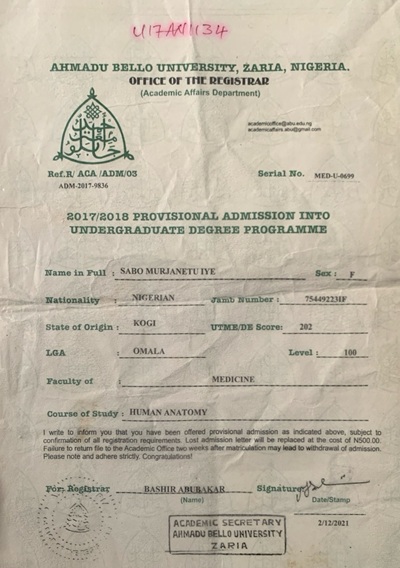 U17AN1134
AHMADU BELLO UNIVERSITY, ZARIA, NIGERIA.
OFFICE OF THE REGISTRAR
(Academic Affairs Department)
academicoffice@abu.edu.ng
academicaffairs.abu@gmail.com
Ref.R/ ACA /ADM/03 Serial No. MED-U-0699
ADM-2017-9836
2017/2018 PROVISIONAL ADMISSION INTO
UNDERGRADUATE DEGREE PROGRAMME
Name in Full : SABO MURJANETU IYE Sex : F
Nationality : NIGERIAN Jamb Number : 75449223IF
State of Origin : KOGI UTME/DE Score: 202
LGA : OMALA Level : 100
Faculty of : MEDICINE
Course of Study : HUMAN ANATOMY
I write to inform you that you have been offered provisional admission as indicated above, subject to
confirmation of all registration requirements. Lost admission letter will be replaced at the cost of N500.00.
Failure to return file to the Academic Office two weeks after matriculation may lead to withdrawal of admission.
Please note and adhere strictly. Congratulations!
For: Registrar BASHIR ABUBAKAR Signature
(Name) Date/Stamp
2/12/2021
ACADEMIC SECRETARY
AHMADU BELLO UNIVERSITY
ZARIA